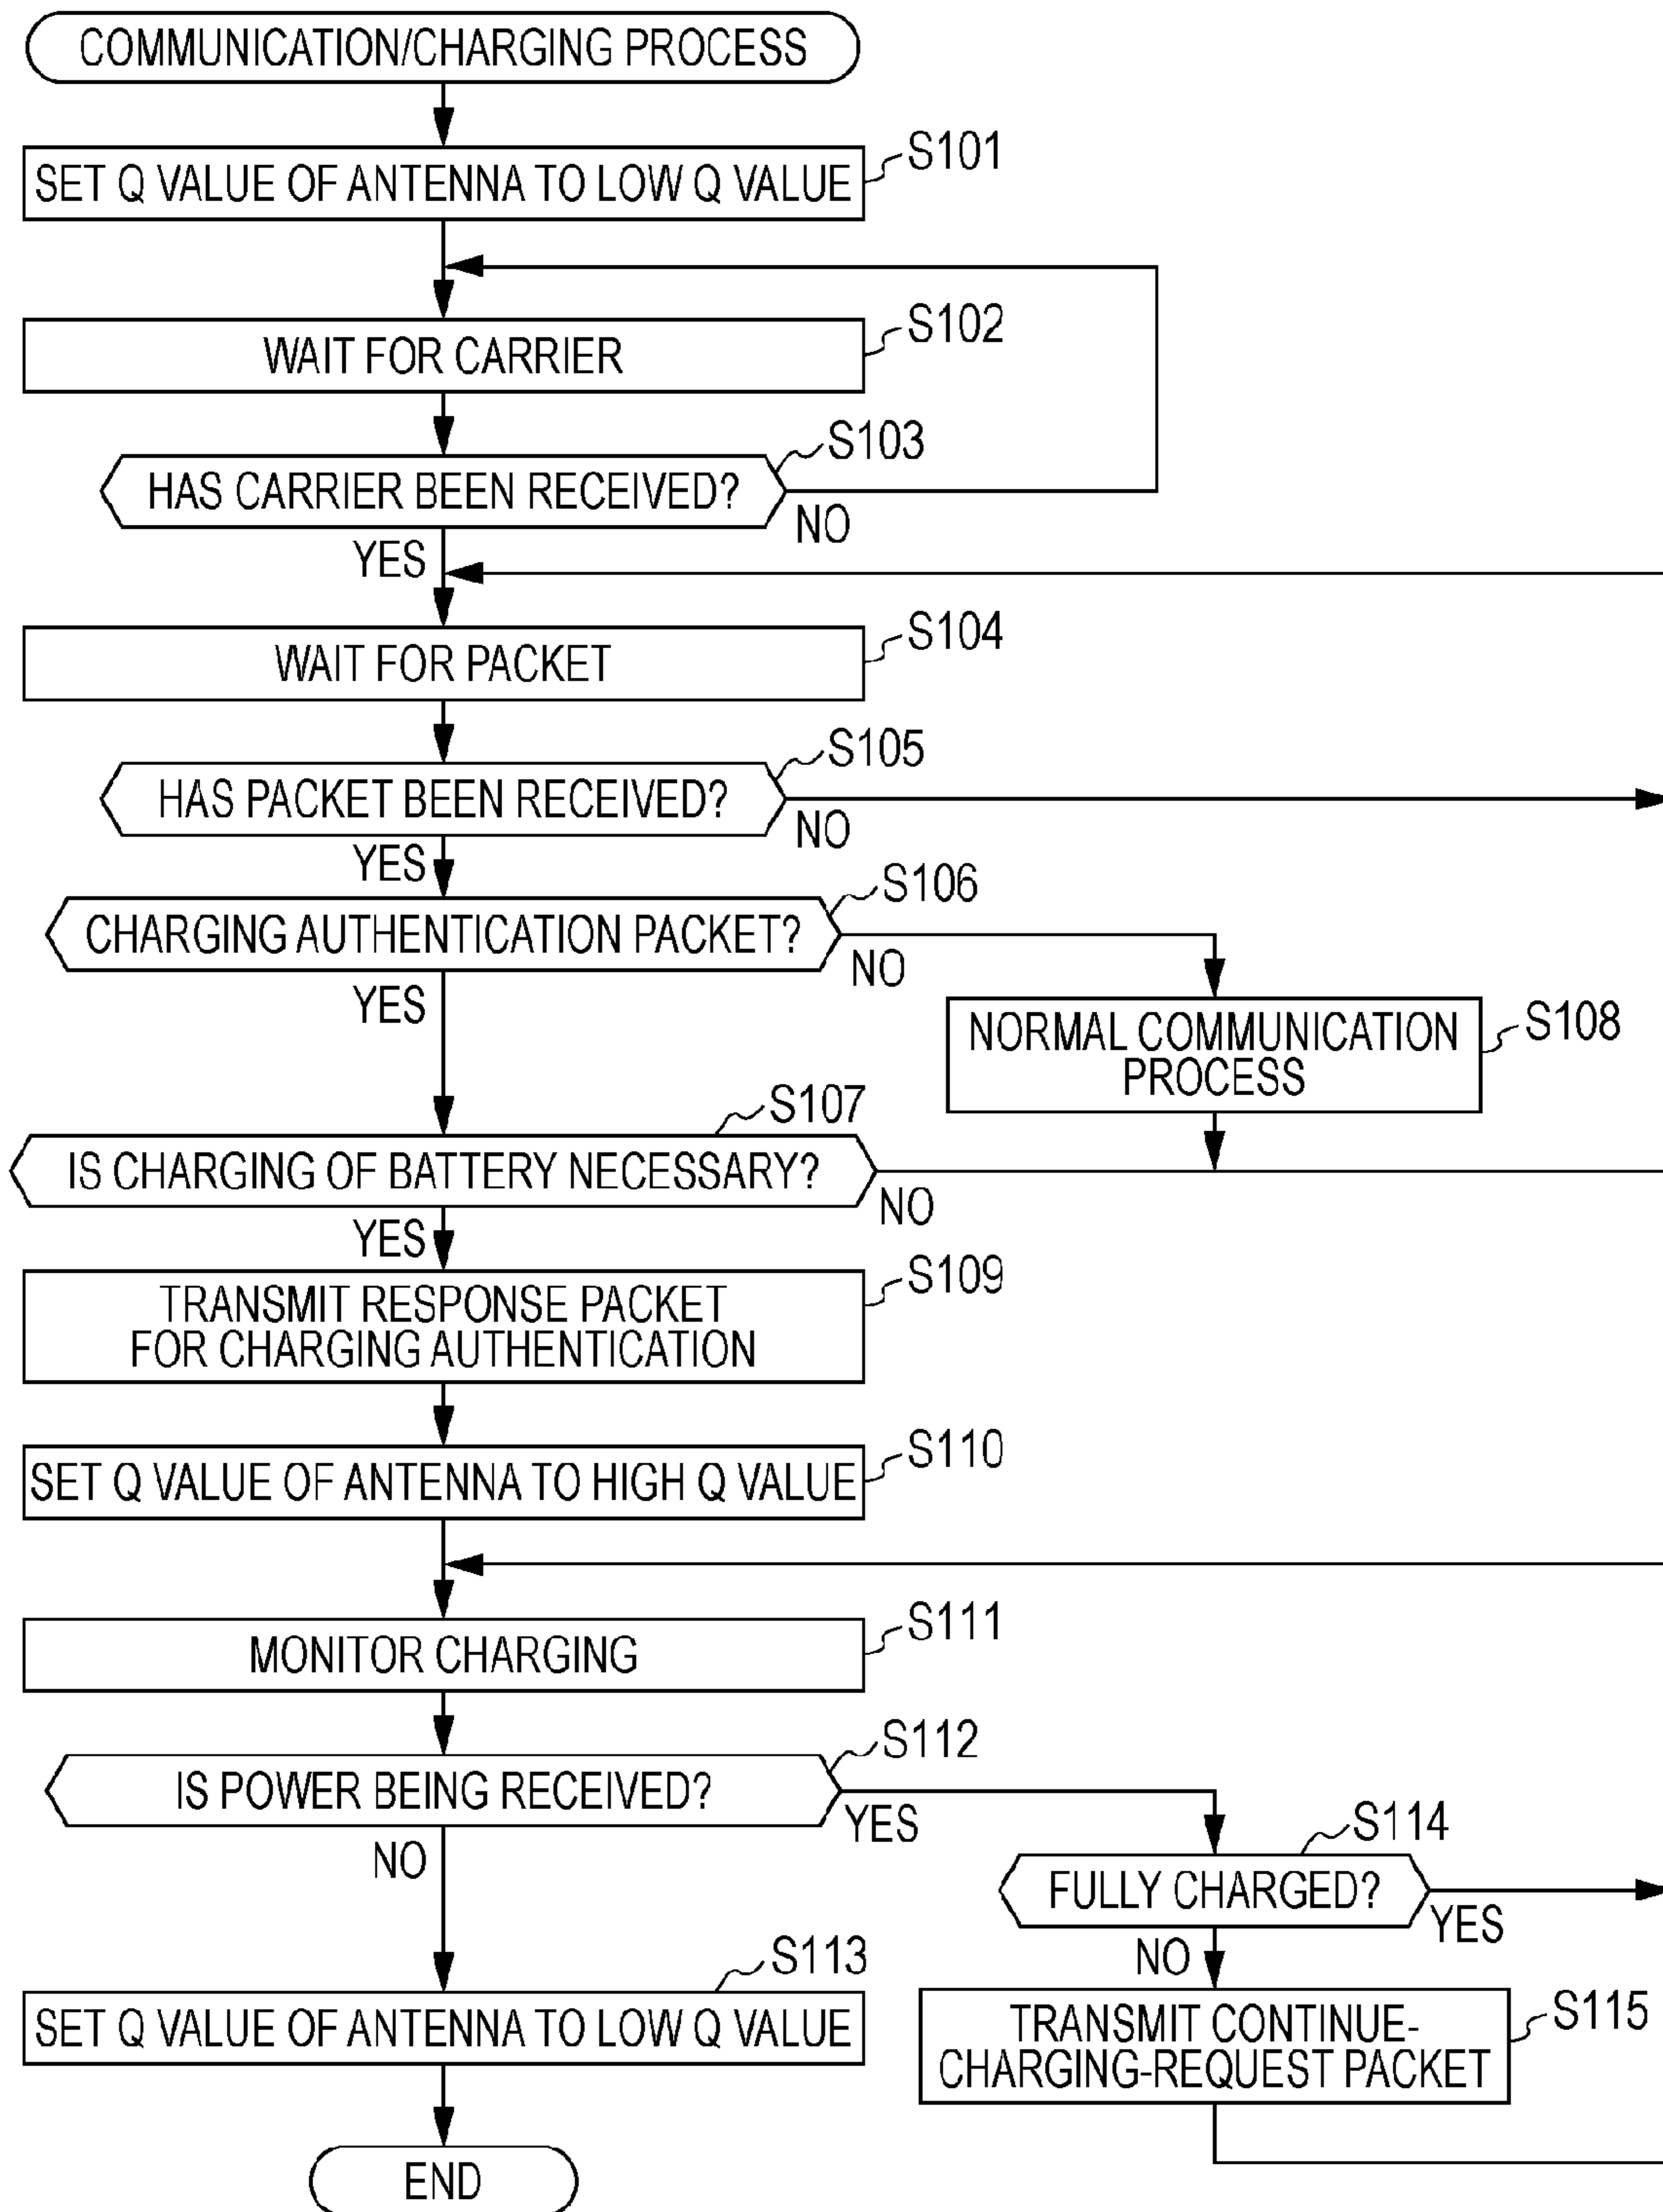 COMMUNICATION/CHARGING PROCESS
S101
SET Q VALUE OF ANTENNA TO LOW Q VALUE
S102
WAIT FOR CARRIER
S103
HAS CARRIER BEEN RECEIVED?
NO
YES
S104
WAIT FOR PACKET
S105
HAS PACKET BEEN RECEIVED?
NO
YES
S106
CHARGING AUTHENTICATION PACKET?
NO
YES
S108
NORMAL COMMUNICATION
PROCESS
S107
IS CHARGING OF BATTERY NECESSARY?
NO
YES
S109
TRANSMIT RESPONSE PACKET
FOR CHARGING AUTHENTICATION
S110
SET Q VALUE OF ANTENNA TO HIGH Q VALUE
S111
MONITOR CHARGING
S112
IS POWER BEING RECEIVED?
YES
NO
S114
FULLY CHARGED?
YES
NO
S113
SET Q VALUE OF ANTENNA TO LOW Q VALUE
S115
TRANSMIT CONTINUE-
CHARGING-REQUEST PACKET
END